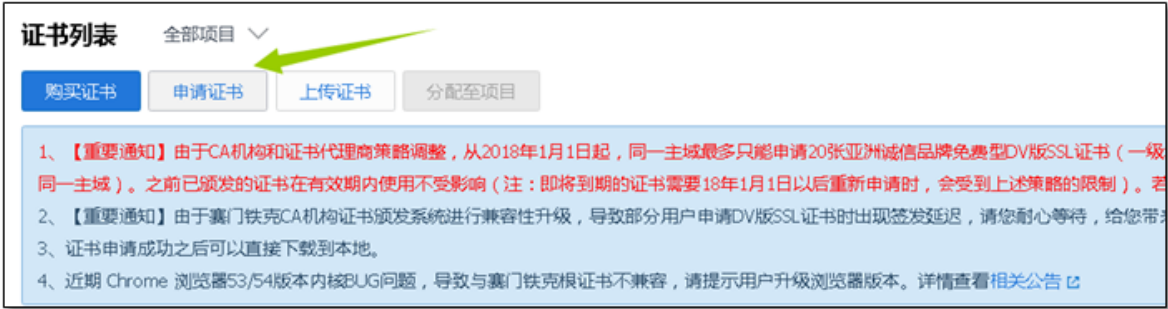 证书列表 全部项目
购买证书 申请证书 上传证书 分配至项目
1、【重要通知】由于CA机构和证书代理商策略调整，从2018年1月1日起，同一主域最多只能申请20张亚洲诚信品牌免费型DV版SSL证书（一级
同一主域）。之前已颁发的证书在有效期内使用不受影响（注：即将到期的证书需要18年1月1日以后重新申请时，会受到上述策略的限制）。若
2、【重要通知】由于赛门铁克CA机构证书颁发系统进行兼容性升级，导致部分用户申请DV版SSL证书时出现签发延迟，请您耐心等待，给您带来
3、证书申请成功之后可以直接下载到本地。
4、近期 Chrome 浏览器53/54版本内核BUG问题，导致与赛门铁克根证书不兼容，请提示用户升级浏览器版本。详情查看相关公告